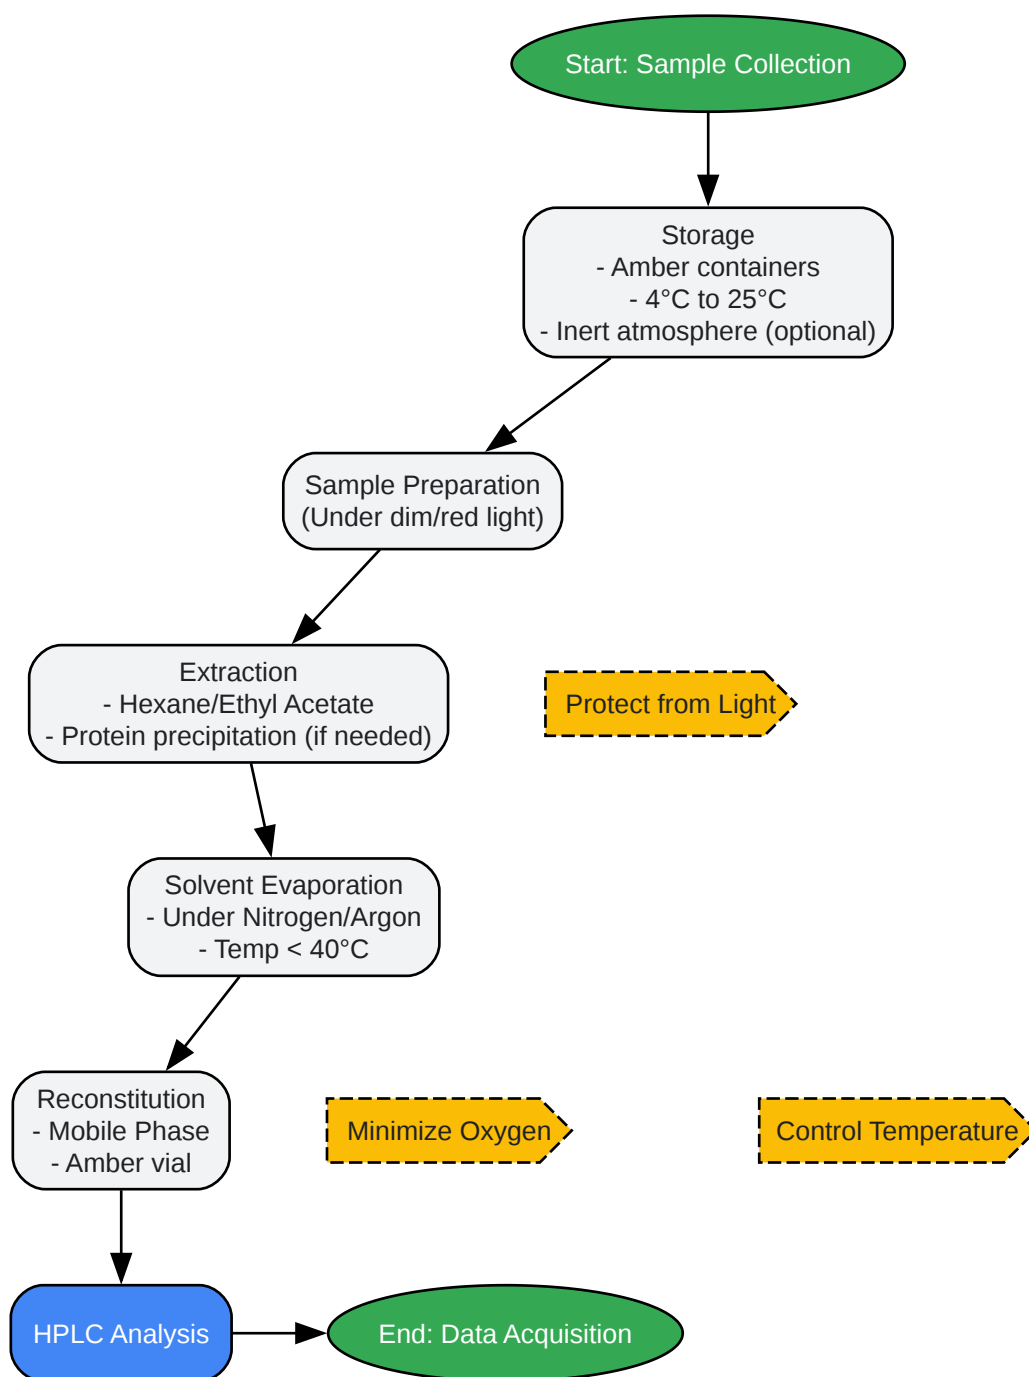 Start: Sample Collection
Storage
- Amber containers
- 4°C to 25°C
- Inert atmosphere (optional)
Sample Preparation
(Under dim/red light)
Extraction
- Hexane/Ethyl Acetate
- Protein precipitation (if needed)
Protect from Light
Solvent Evaporation
- Under Nitrogen/Argon
- Temp < 40°C
Reconstitution
- Mobile Phase
- Amber vial
Minimize Oxygen
Control Temperature
HPLC Analysis
End: Data Acquisition